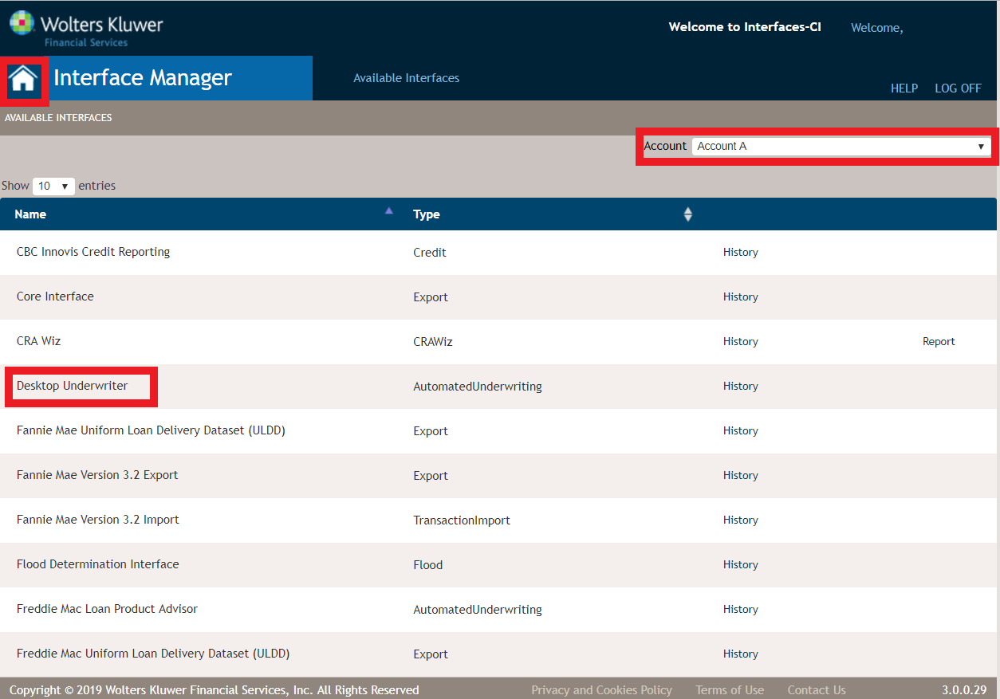 Wolters Kluwer
Financial Services
Welcome to Interfaces-CI Welcome,
Interface Manager Available Interfaces
HELP LOG OFF
AVAILABLE INTERFACES
Account Account A
Show 10 entries
Name Type
CBC Innovis Credit Reporting Credit History
Core Interface Export History
CRA Wiz CRAWiz History Report
Desktop Underwriter AutomatedUnderwriting History
Fannie Mae Uniform Loan Delivery Dataset (ULDD) Export History
Fannie Mae Version 3.2 Export Export History
Fannie Mae Version 3.2 Import TransactionImport History
Flood Determination Interface Flood History
Freddie Mac Loan Product Advisor AutomatedUnderwriting History
Freddie Mac Uniform Loan Delivery Dataset (ULDD) Export History
Copyright © 2019 Wolters Kluwer Financial Services, Inc. All Rights Reserved Privacy and Cookies Policy Terms of Use Contact Us 3.0.0.29